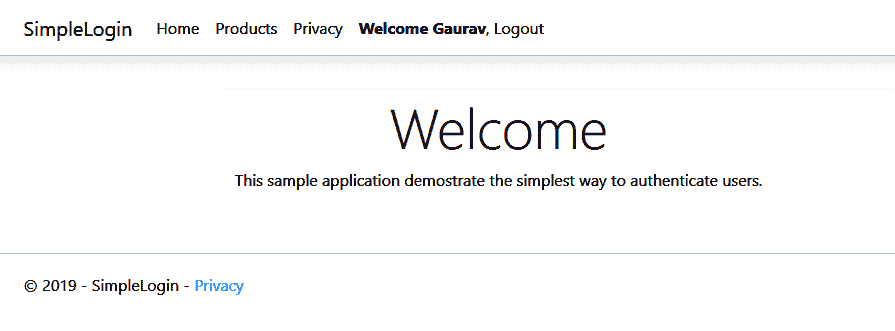 SimpleLogin Home Products Privacy Welcome Gaurav, Logout
Welcome
This sample application demostrate the simplest way to authenticate users.
© 2019 - SimpleLogin - Privacy